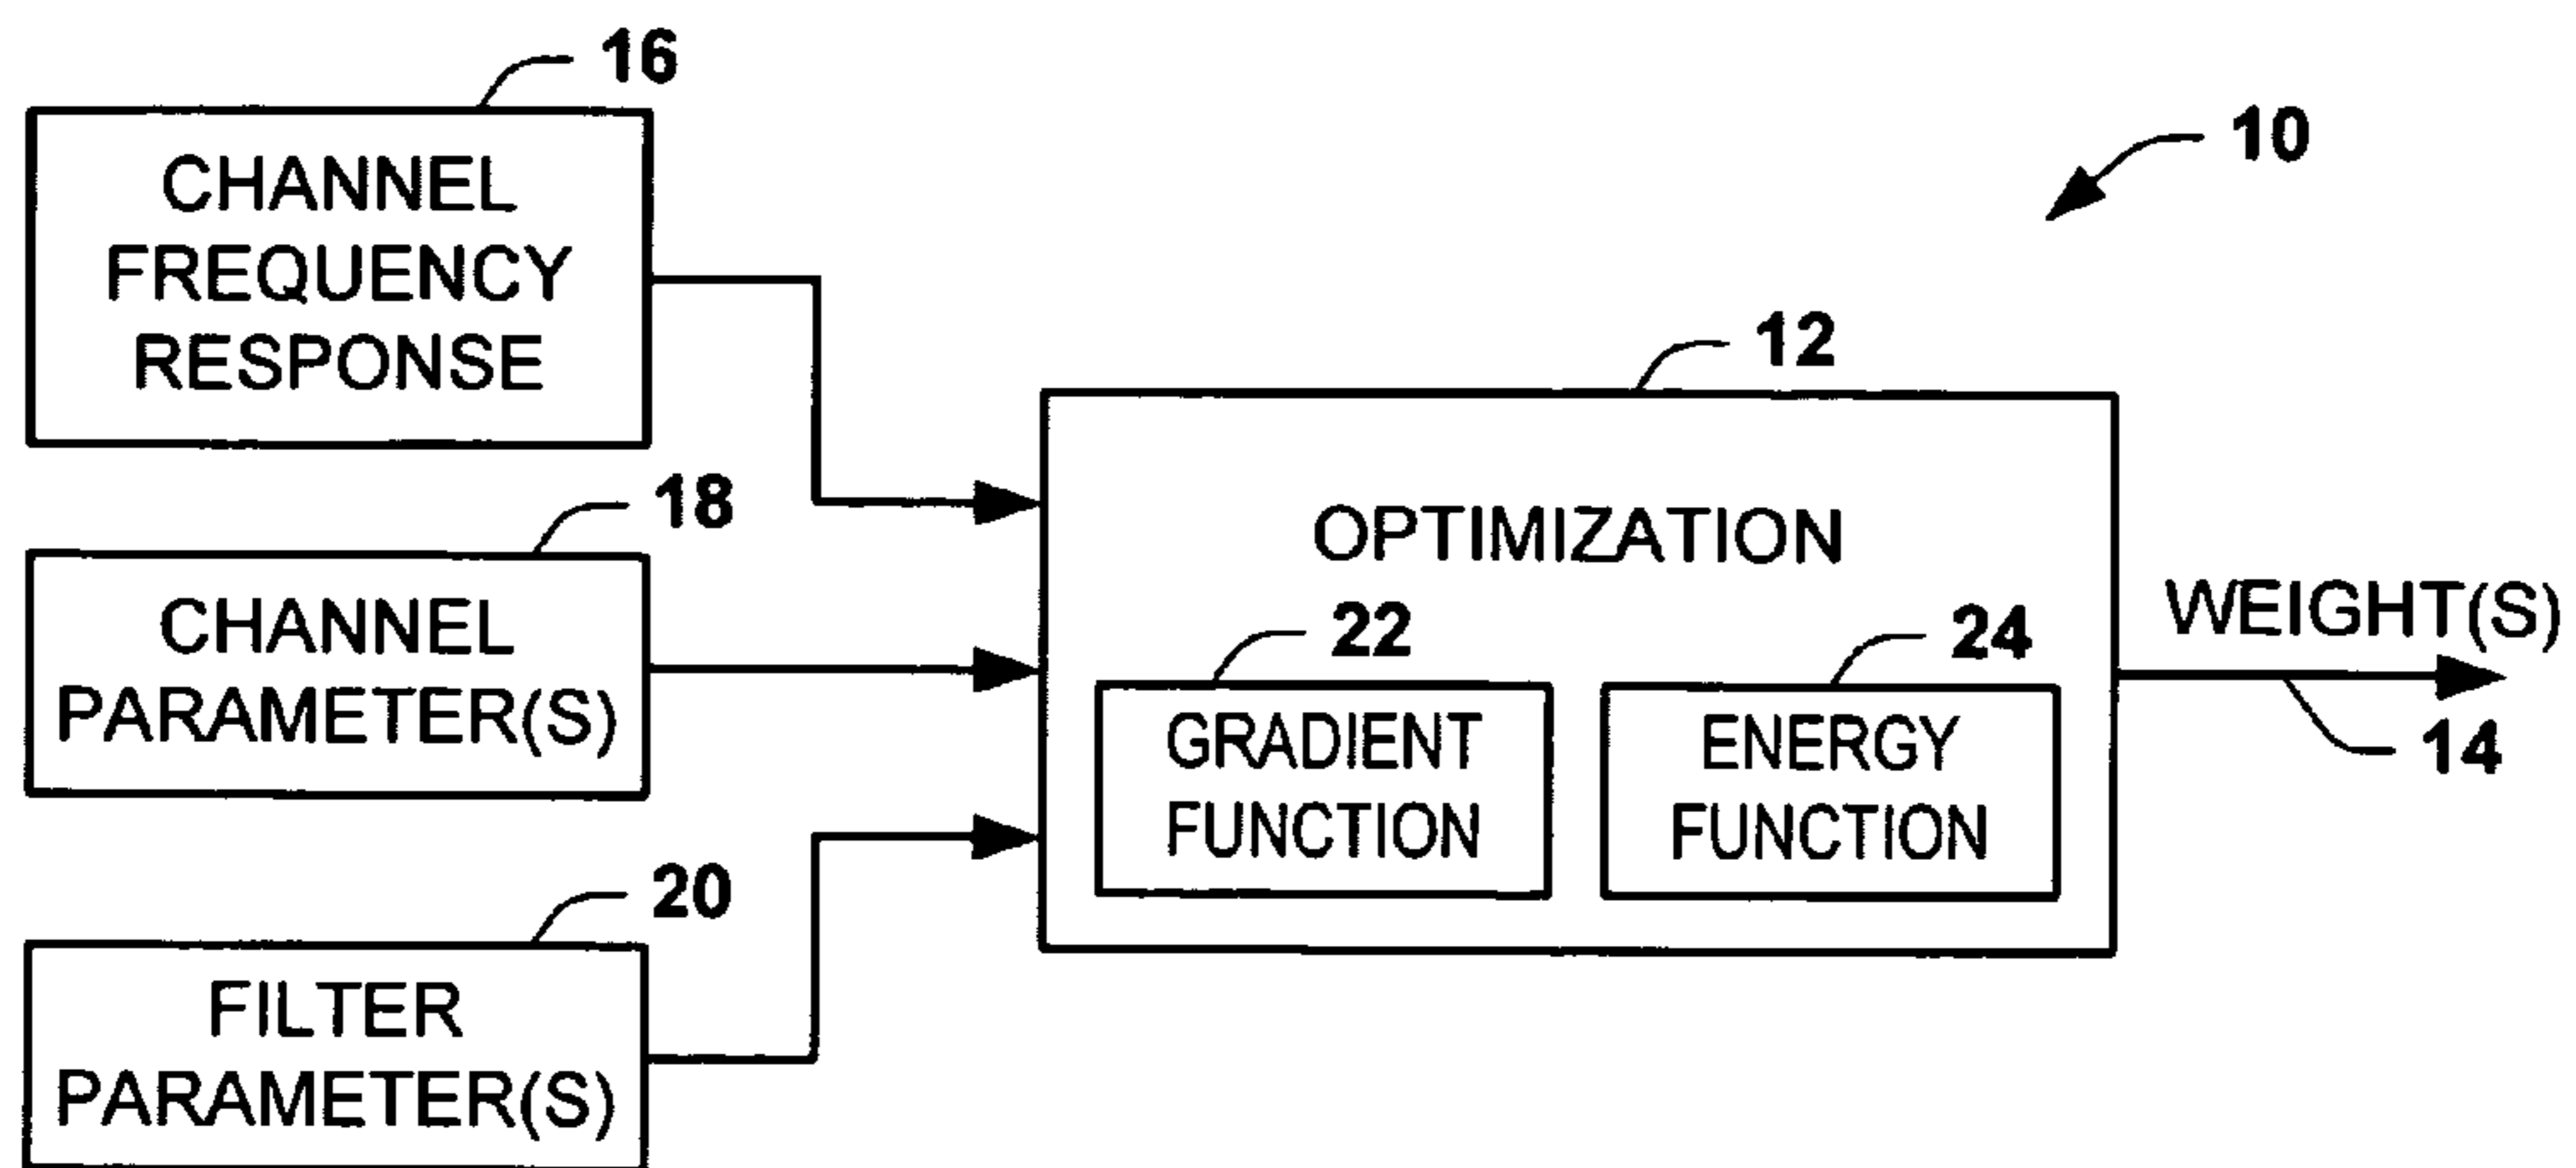 16
CHANNEL
FREQUENCY
RESPONSE
10
12
18
CHANNEL
PARAMETER(S)
OPTIMIZATION
22
GRADIENT
FUNCTION
24
ENERGY
FUNCTION
WEIGHT(S)
14
20
FILTER
PARAMETER(S)